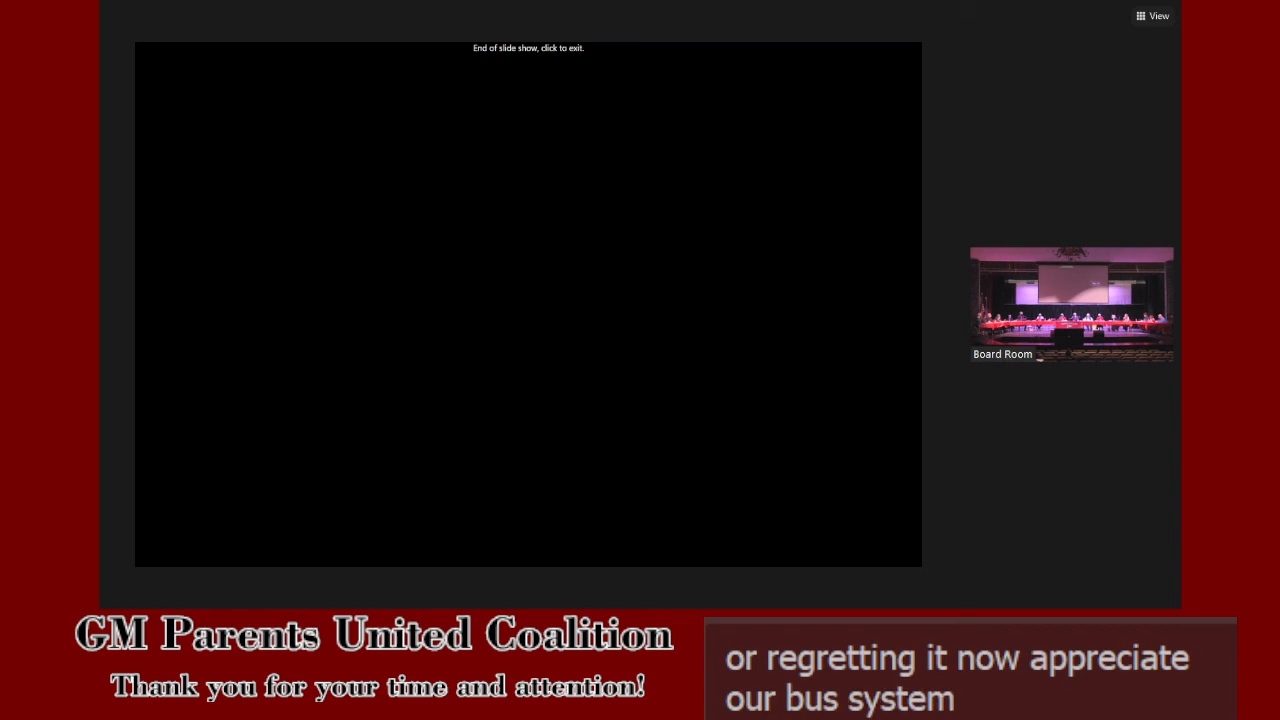 View
End of slide show, click to exit.
Board Room
GM Parents United Coalition
Thank you for your time and attention!
or regretting it now appreciate
our bus system